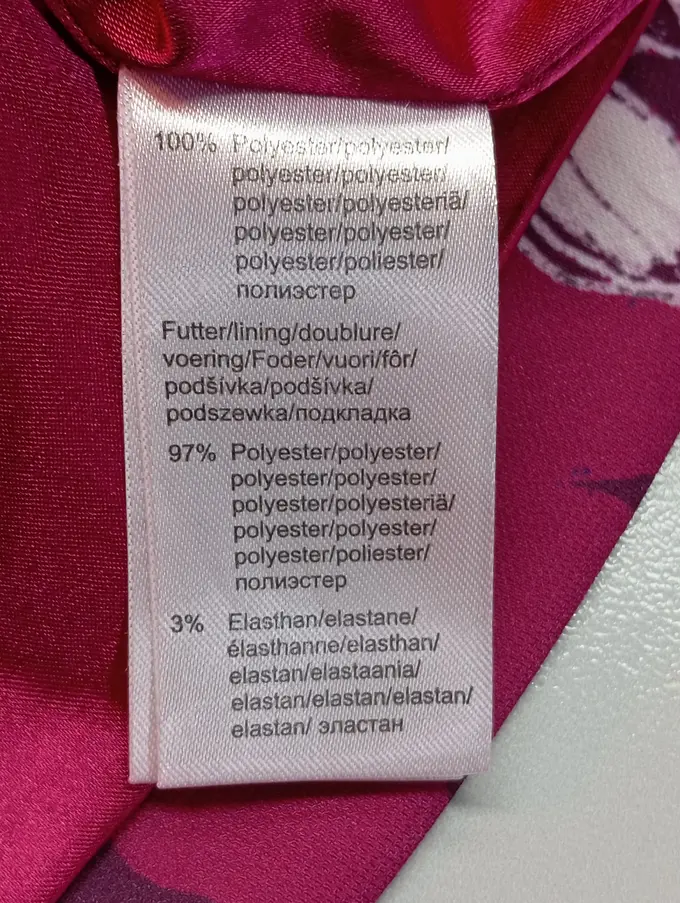 100% Polyester/polyester/
polyester/polyester/
polyester/polyesteriä/
polyester/polyester/
polyester/poliester/
полиэстер
Futter/lining/doublure/
voering/Foder/vuori/fôr/
podšívka/podšívka/
podszewka/подкладка
97% Polyester/polyester/
polyester/polyester/
polyester/polyesteriä/
polyester/polyester/
polyester/poliester/
полиэстер
3% Elasthan/elastane/
élasthanne/elasthan/
elastan/elastaania/
elastan/elastan/elastan/
elastan/ эластан